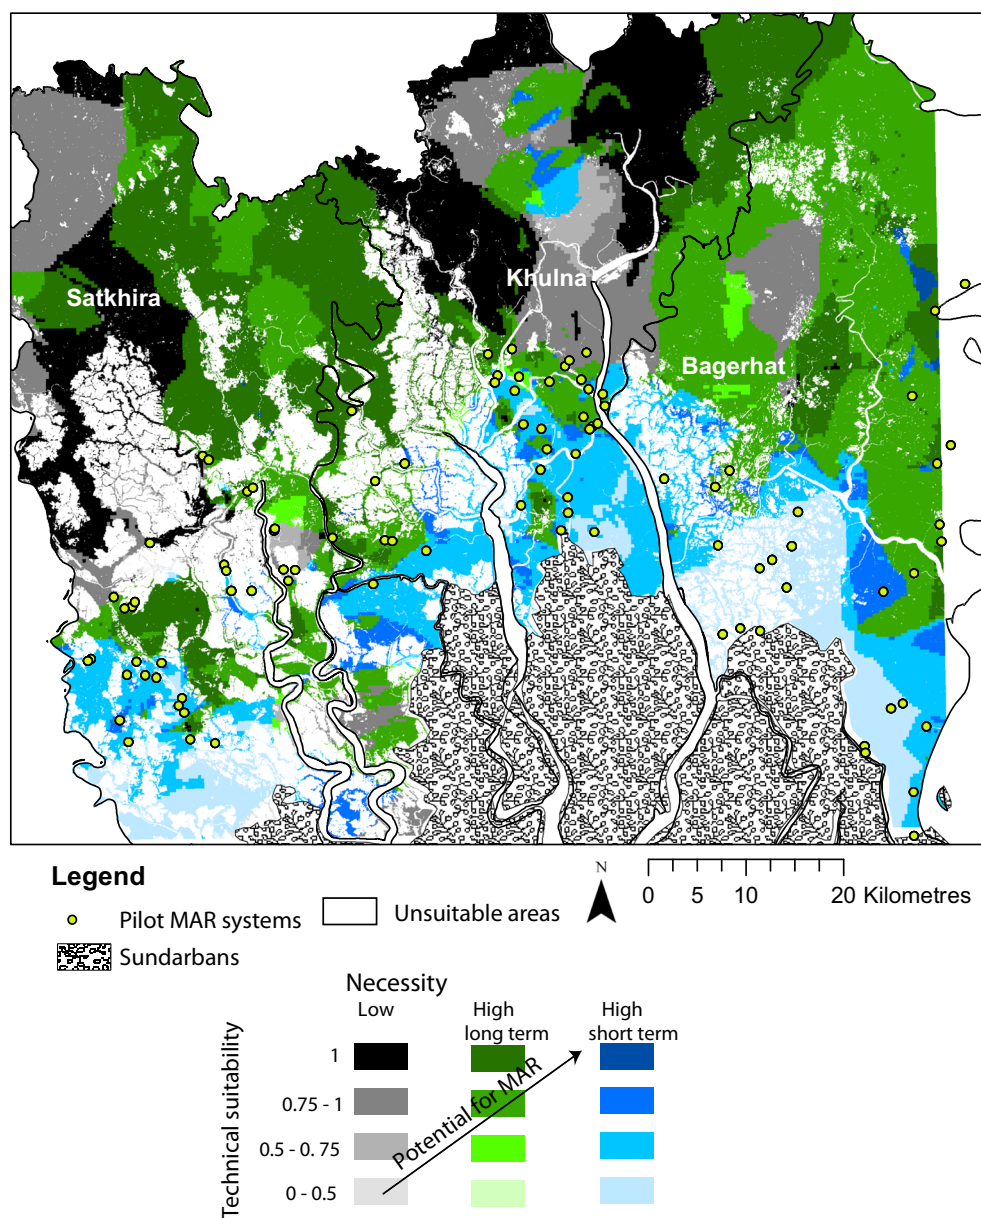 Satkhira
Khulna
Bagerhat
Legend
Pilot MAR systems
Unsuitable areas
Sundarbans
N
0 5 10 20 Kilometres
Necessity
Low
High long term
High short term
Technical suitability
1
0.75 - 1
0.5 - 0. 75
0 - 0.5
Potential for MAR